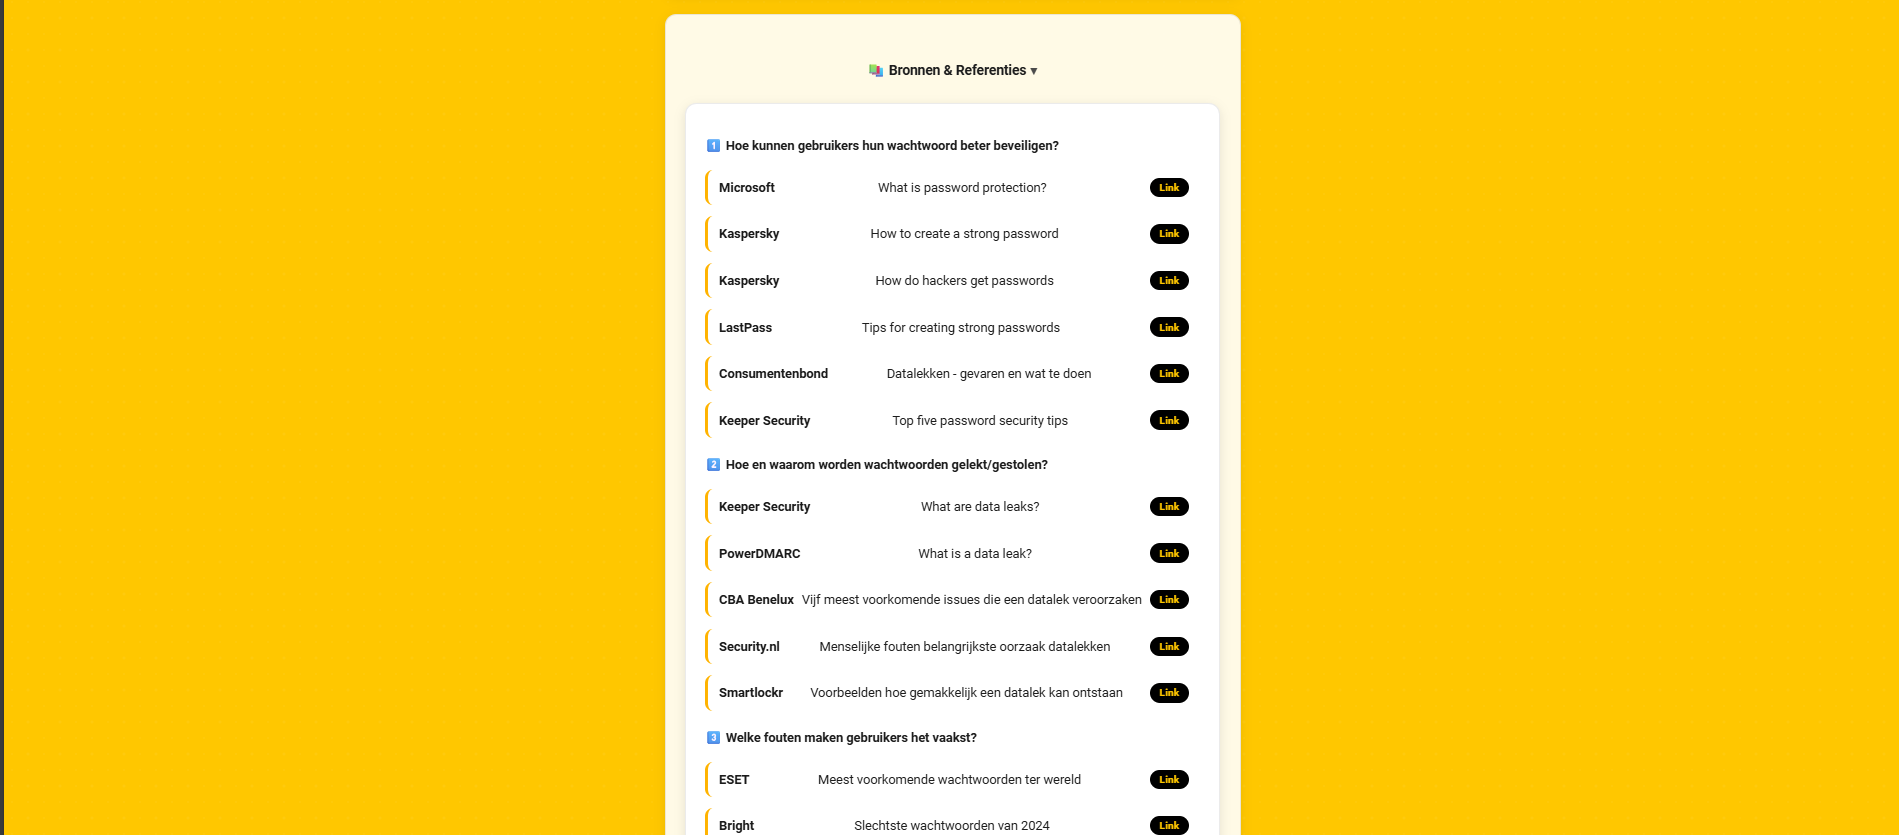 📚 Bronnen & Referenties ▾
1️⃣ Hoe kunnen gebruikers hun wachtwoord beter beveiligen?
Microsoft What is password protection? Link
Kaspersky How to create a strong password Link
Kaspersky How do hackers get passwords Link
LastPass Tips for creating strong passwords Link
Consumentenbond Datalekken - gevaren en wat te doen Link
Keeper Security Top five password security tips Link
2️⃣ Hoe en waarom worden wachtwoorden gelekt/gestolen?
Keeper Security What are data leaks? Link
PowerDMARC What is a data leak? Link
CBA Benelux Vijf meest voorkomende issues die een datalek veroorzaken Link
Security.nl Menselijke fouten belangrijkste oorzaak datalekken Link
Smartlockr Voorbeelden hoe gemakkelijk een datalek kan ontstaan Link
3️⃣ Welke fouten maken gebruikers het vaakst?
ESET Meest voorkomende wachtwoorden ter wereld Link
Bright Slechtste wachtwoorden van 2024 Link